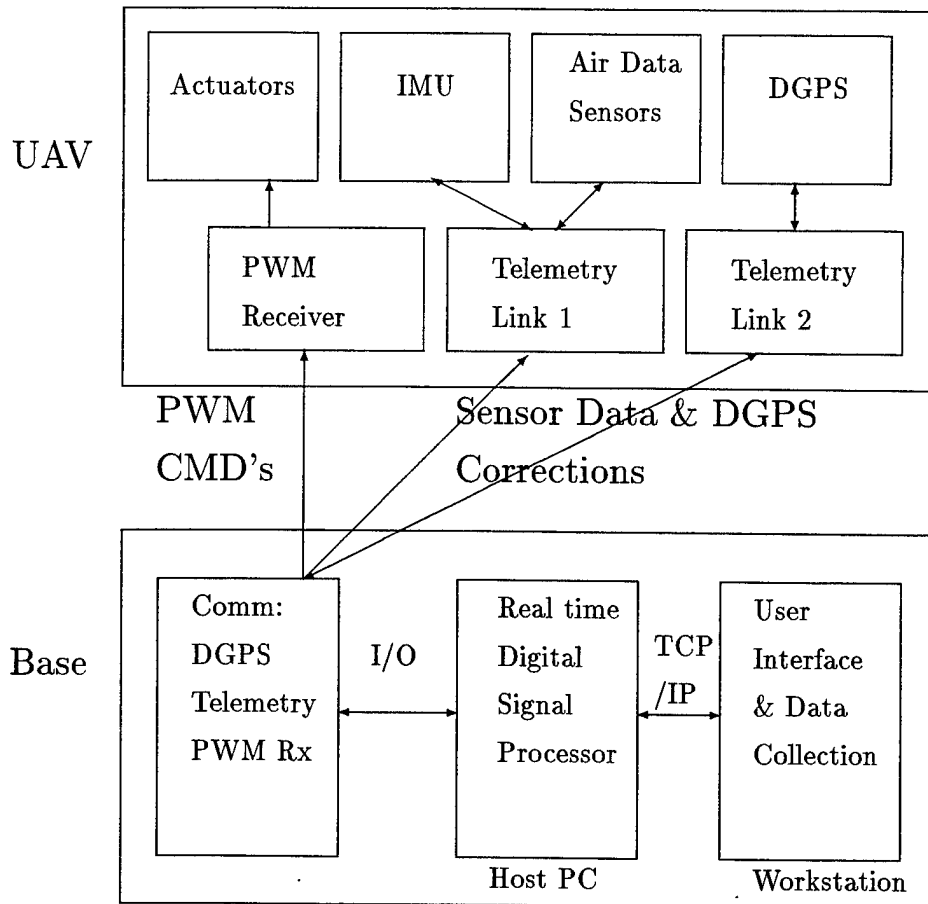 Actuators
IMU
Air Data
Sensors
DGPS
UAV
PWM
Receiver
Telemetry
Link 1
Telemetry
Link 2
PWM
CMD's
Sensor Data & DGPS
Corrections
Base
Comm:
DGPS
Telemetry
PWM Rx
I/O
Real time
Digital
Signal
Processor
TCP
/IP
User
Interface
& Data
Collection
Host PC
Workstation